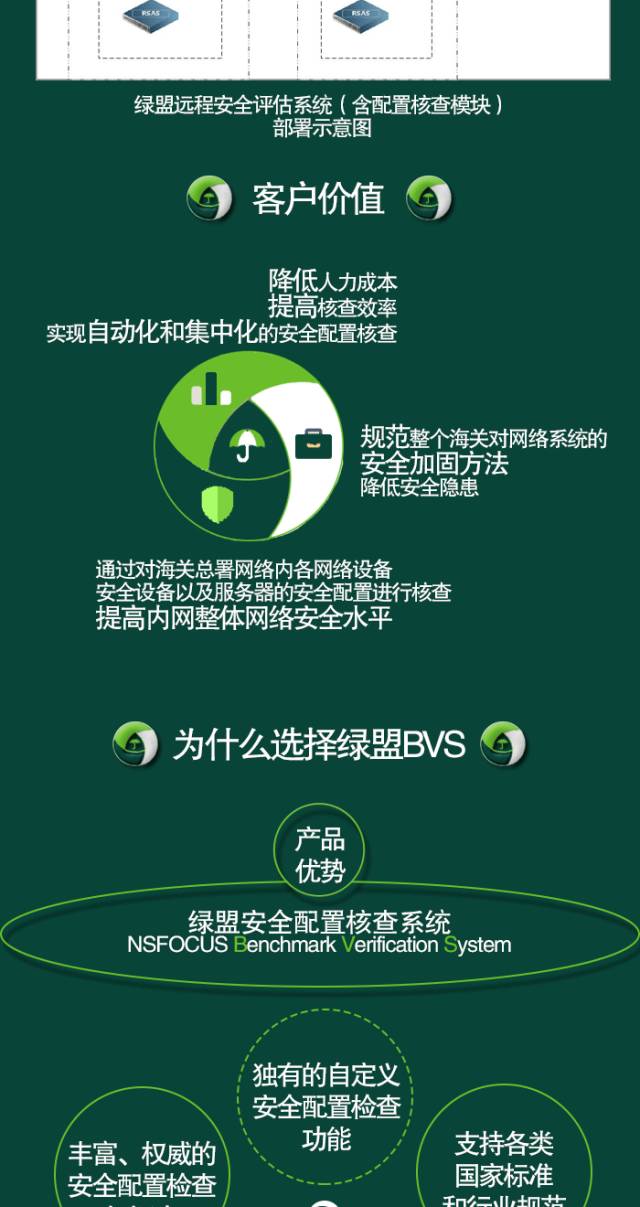 RSAS
RSAS
绿盟远程安全评估系统（含配置核查模块）
部署示意图
客户价值
降低人力成本
提高核查效率
实现自动化和集中化的安全配置核查
规范整个海关对网络系统的
安全加固方法
降低安全隐患
通过对海关总署网络内各网络设备
安全设备以及服务器的安全配置进行核查
提高内网整体网络安全水平
为什么选择绿盟BVS
产品
优势
绿盟安全配置核查系统
NSFOCUS Benchmark Verification System
独有的自定义
安全配置检查
功能
丰富、权威的
安全配置检查
支持各类
国家标准
和行业规范